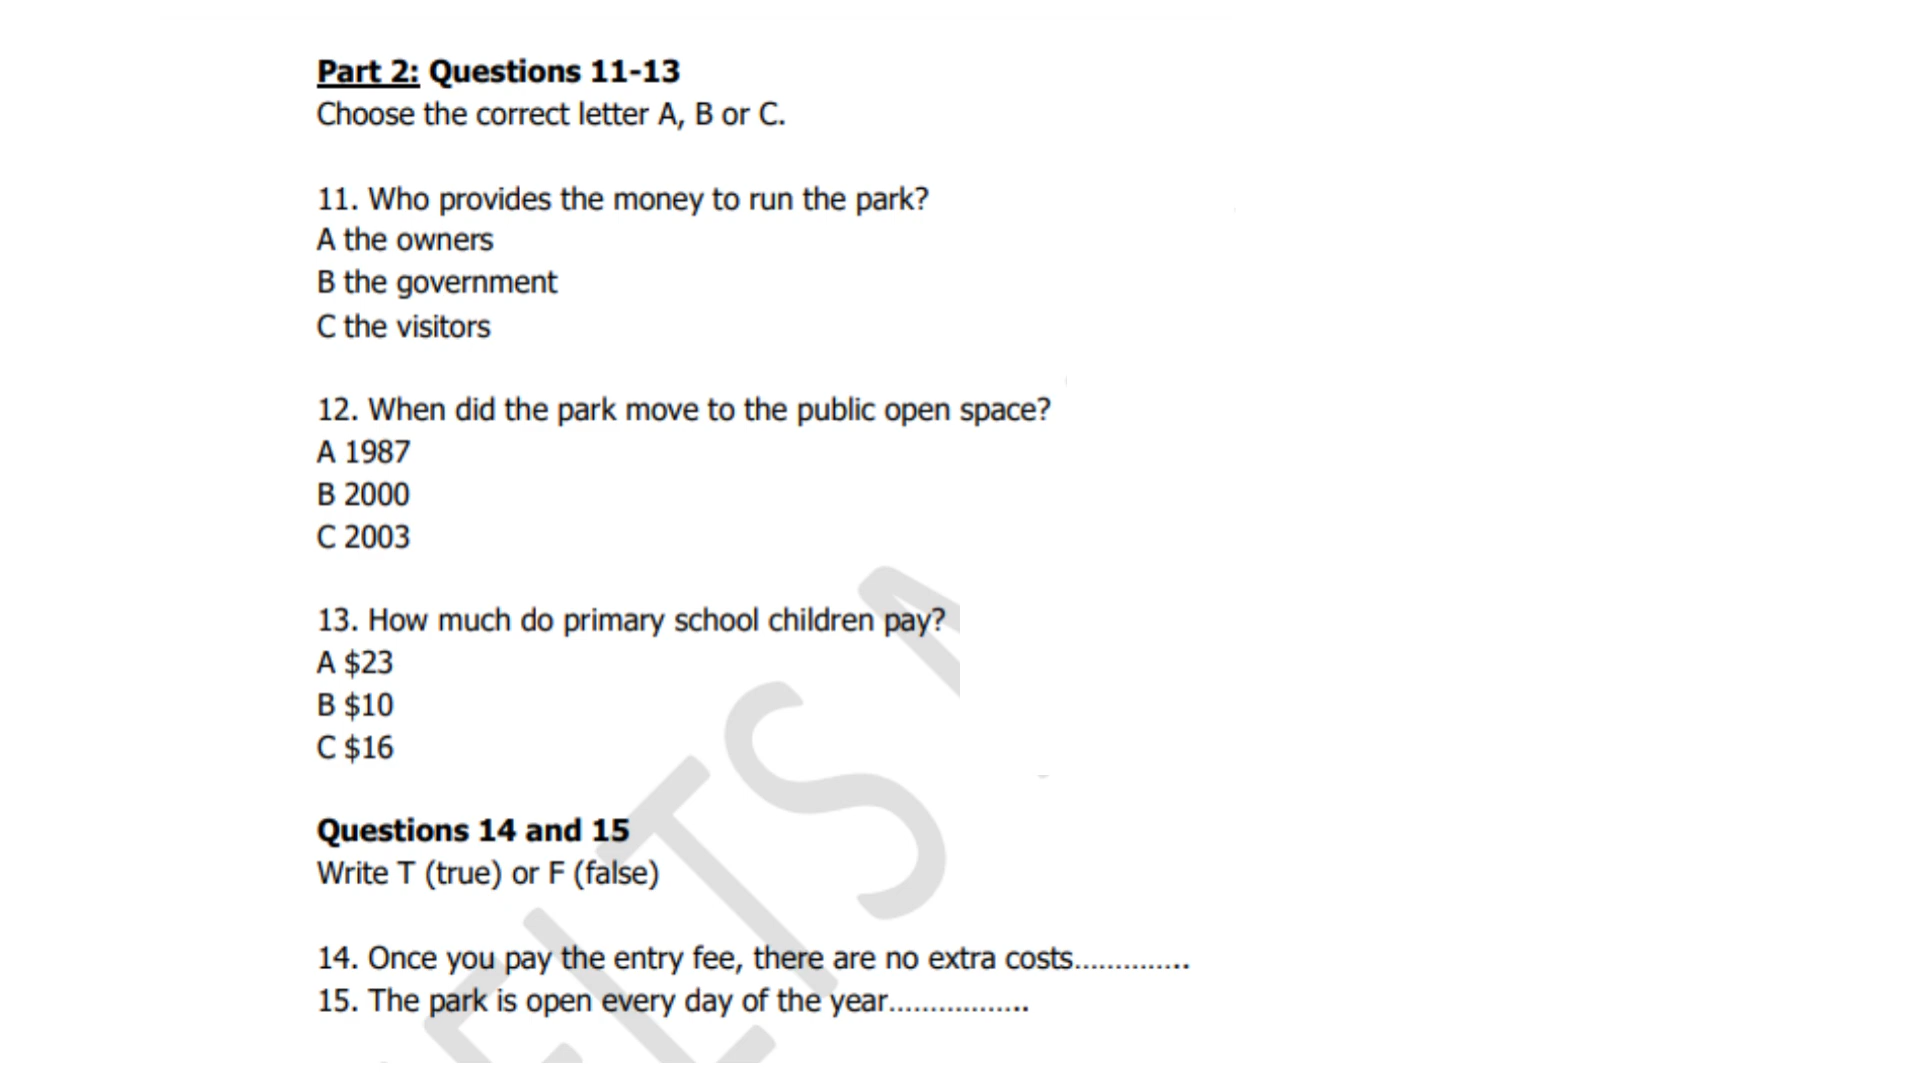 Part 2: Questions 11-13
Choose the correct letter A, B or C.
11. Who provides the money to run the park?
A the owners
B the government
C the visitors
12. When did the park move to the public open space?
A 1987
B 2000
C 2003
13. How much do primary school children pay?
A $23
B $10
C $16
Questions 14 and 15
Write T (true) or F (false)
14. Once you pay the entry fee, there are no extra costs..............
15. The park is open every day of the year.................
ELTS A